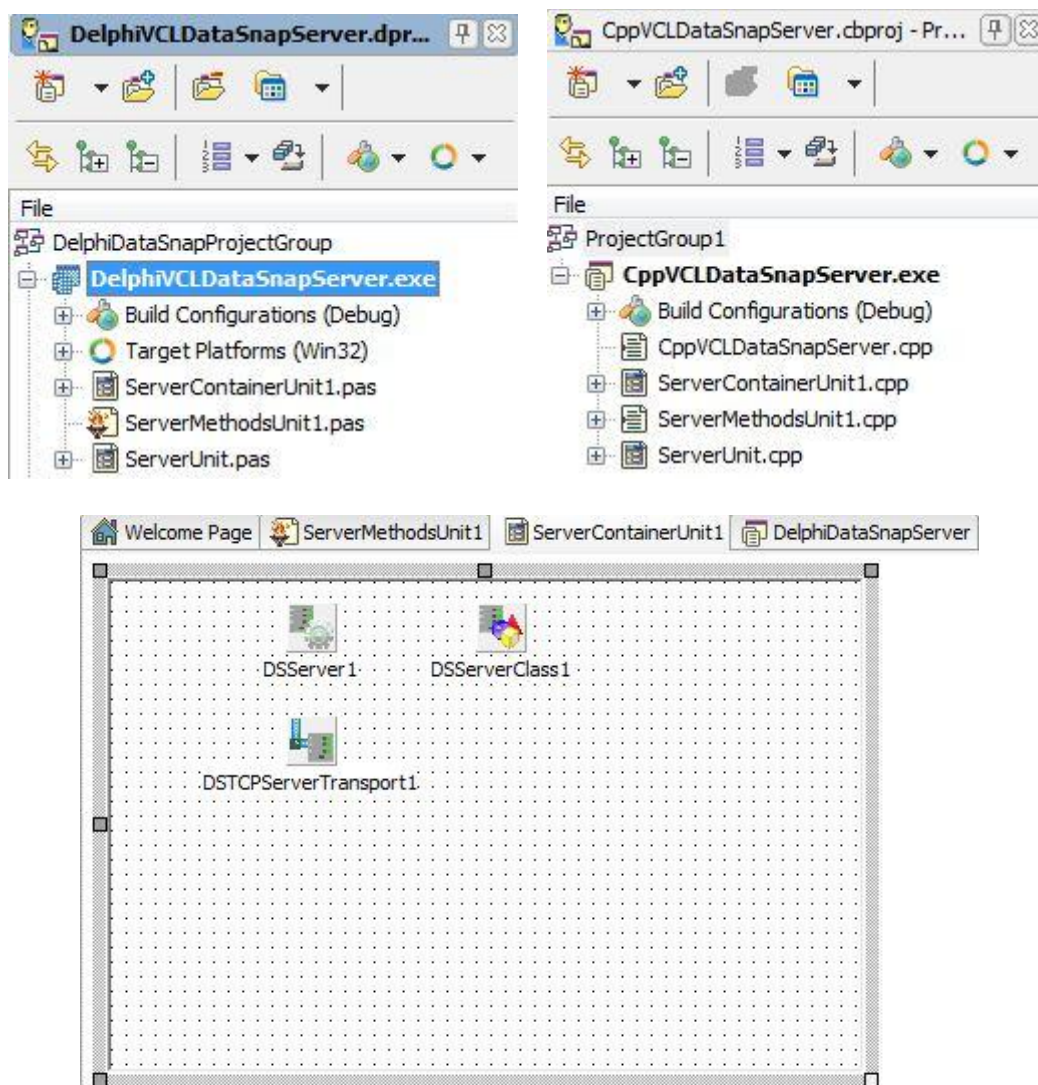 DelphiVCLDataSnapServer.dpr...
File
DelphiDataSnapProjectGroup
DelphiVCLDataSnapServer.exe
Build Configurations (Debug)
Target Platforms (Win32)
ServerContainerUnit1.pas
ServerMethodsUnit1.pas
ServerUnit.pas
CppVCLDataSnapServer.cbproj - Pr...
File
ProjectGroup1
CppVCLDataSnapServer.exe
Build Configurations (Debug)
CppVCLDataSnapServer.cpp
ServerContainerUnit1.cpp
ServerMethodsUnit1.cpp
ServerUnit.cpp
Welcome Page ServerMethodsUnit1 ServerContainerUnit1 DelphiDataSnapServer
DSServer1 DSServerClass1
DSTCPServerTransport1